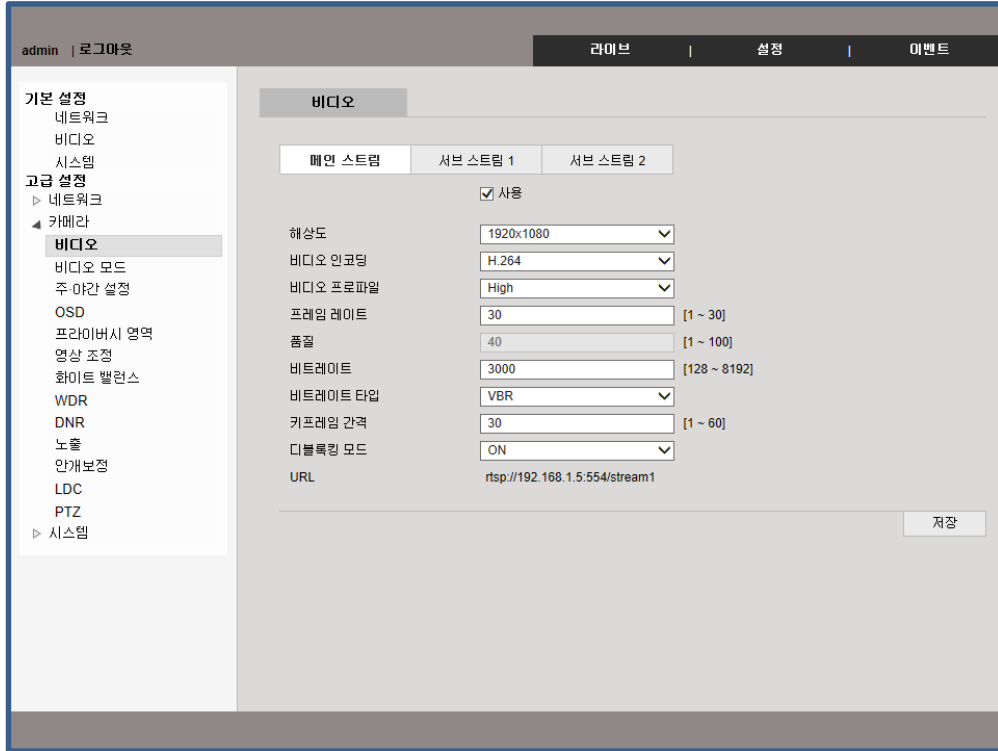 admin | 로그아웃
라이브 | 설정 | 이벤트
기본 설정
네트워크
비디오
시스템
고급 설정
네트워크
카메라
비디오
비디오 모드
주·야간 설정
OSD
프라이버시 영역
영상 조정
화이트 밸런스
WDR
DNR
노출
안개보정
LDC
PTZ
시스템
비디오
메인 스트림 서브 스트림 1 서브 스트림 2
사용
해상도 1920x1080
비디오 인코딩 H.264
비디오 프로파일 High
프레임 레이트 30 [1 ~ 30]
품질 40 [1 ~ 100]
비트레이트 3000 [128 ~ 8192]
비트레이트 타입 VBR
키프레임 간격 30 [1 ~ 60]
디블록킹 모드 ON
URL rtsp://192.168.1.5:554/stream1
저장